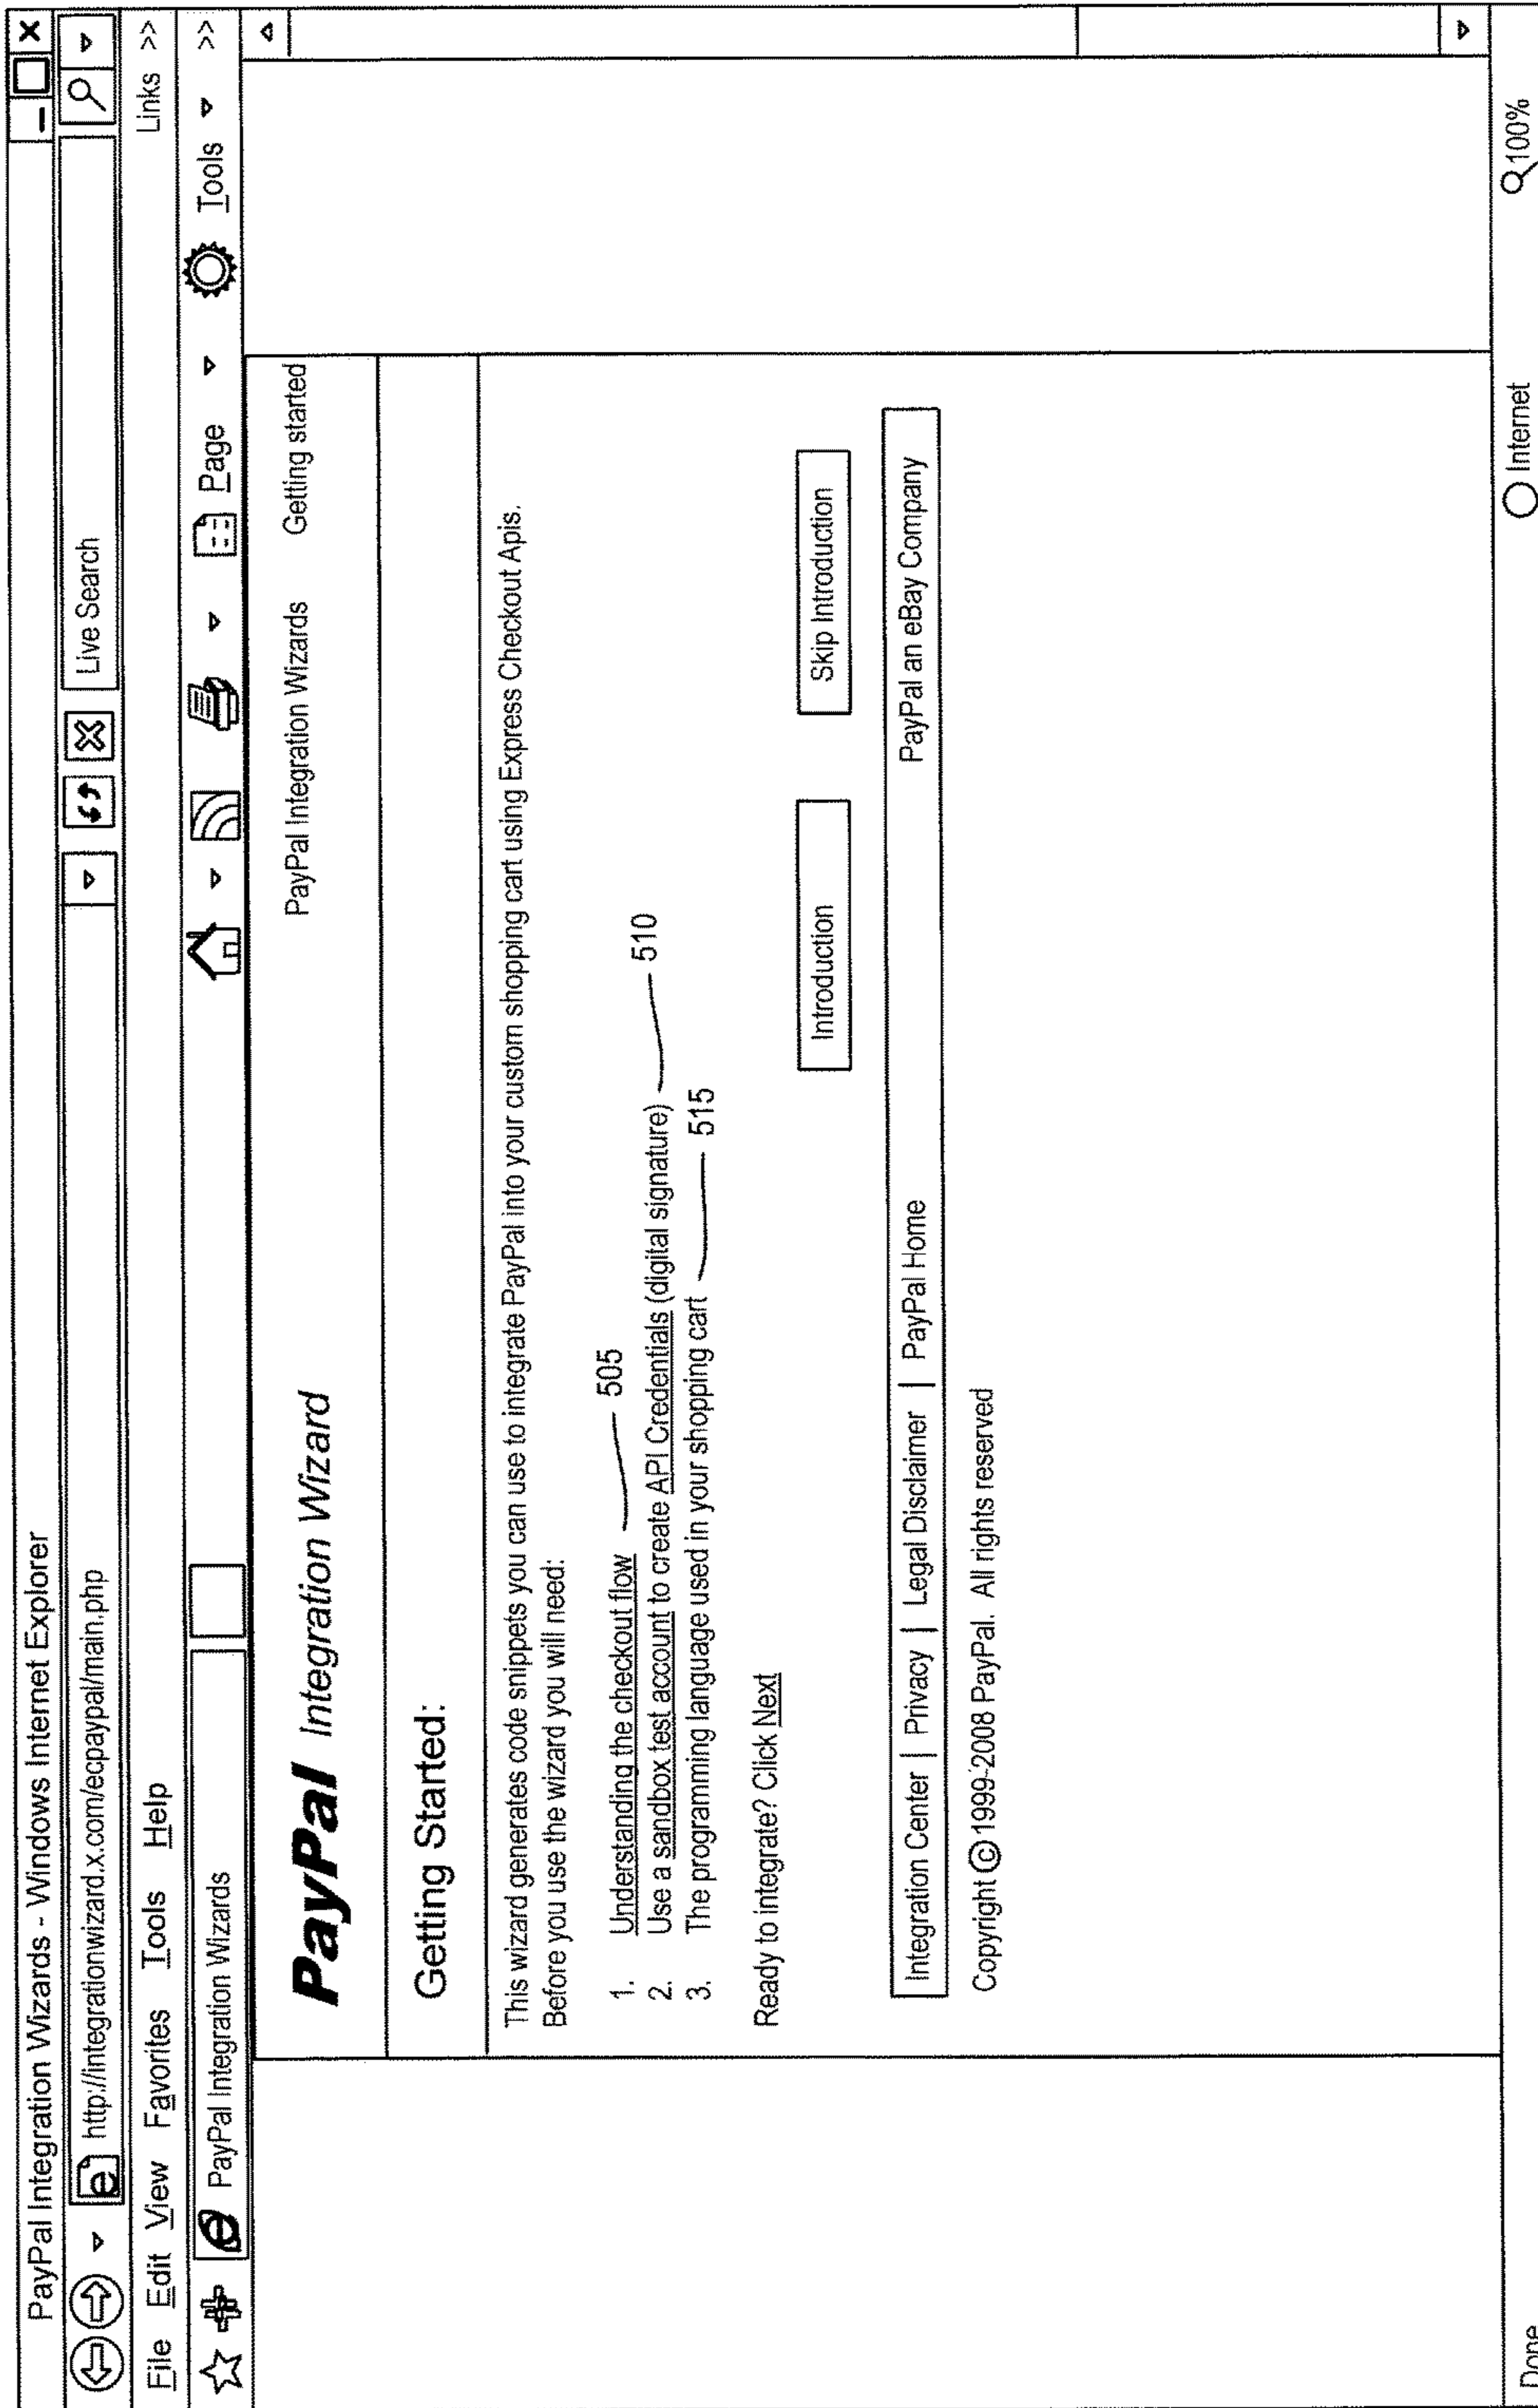 PayPal Integration Wizards - Windows Internet Explorer
http://integrationwizard.x.com/ecpaypal/main.php
Live Search
File Edit View Favorites Tools Help
Links >>
PayPal Integration Wizards
Page
Tools >>
PayPal Integration Wizard
PayPal Integration Wizards Getting started
Getting Started:
This wizard generates code snippets you can use to integrate PayPal into your custom shopping cart using Express Checkout Apis.
Before you use the wizard you will need:
1. Understanding the checkout flow 505
2. Use a sandbox test account to create API Credentials (digital signature) 510
3. The programming language used in your shopping cart 515
Ready to integrate? Click Next
Introduction
Skip Introduction
Integration Center | Privacy | Legal Disclaimer | PayPal Home
PayPal an eBay Company
Copyright © 1999-2008 PayPal. All rights reserved
Done
Internet
100%